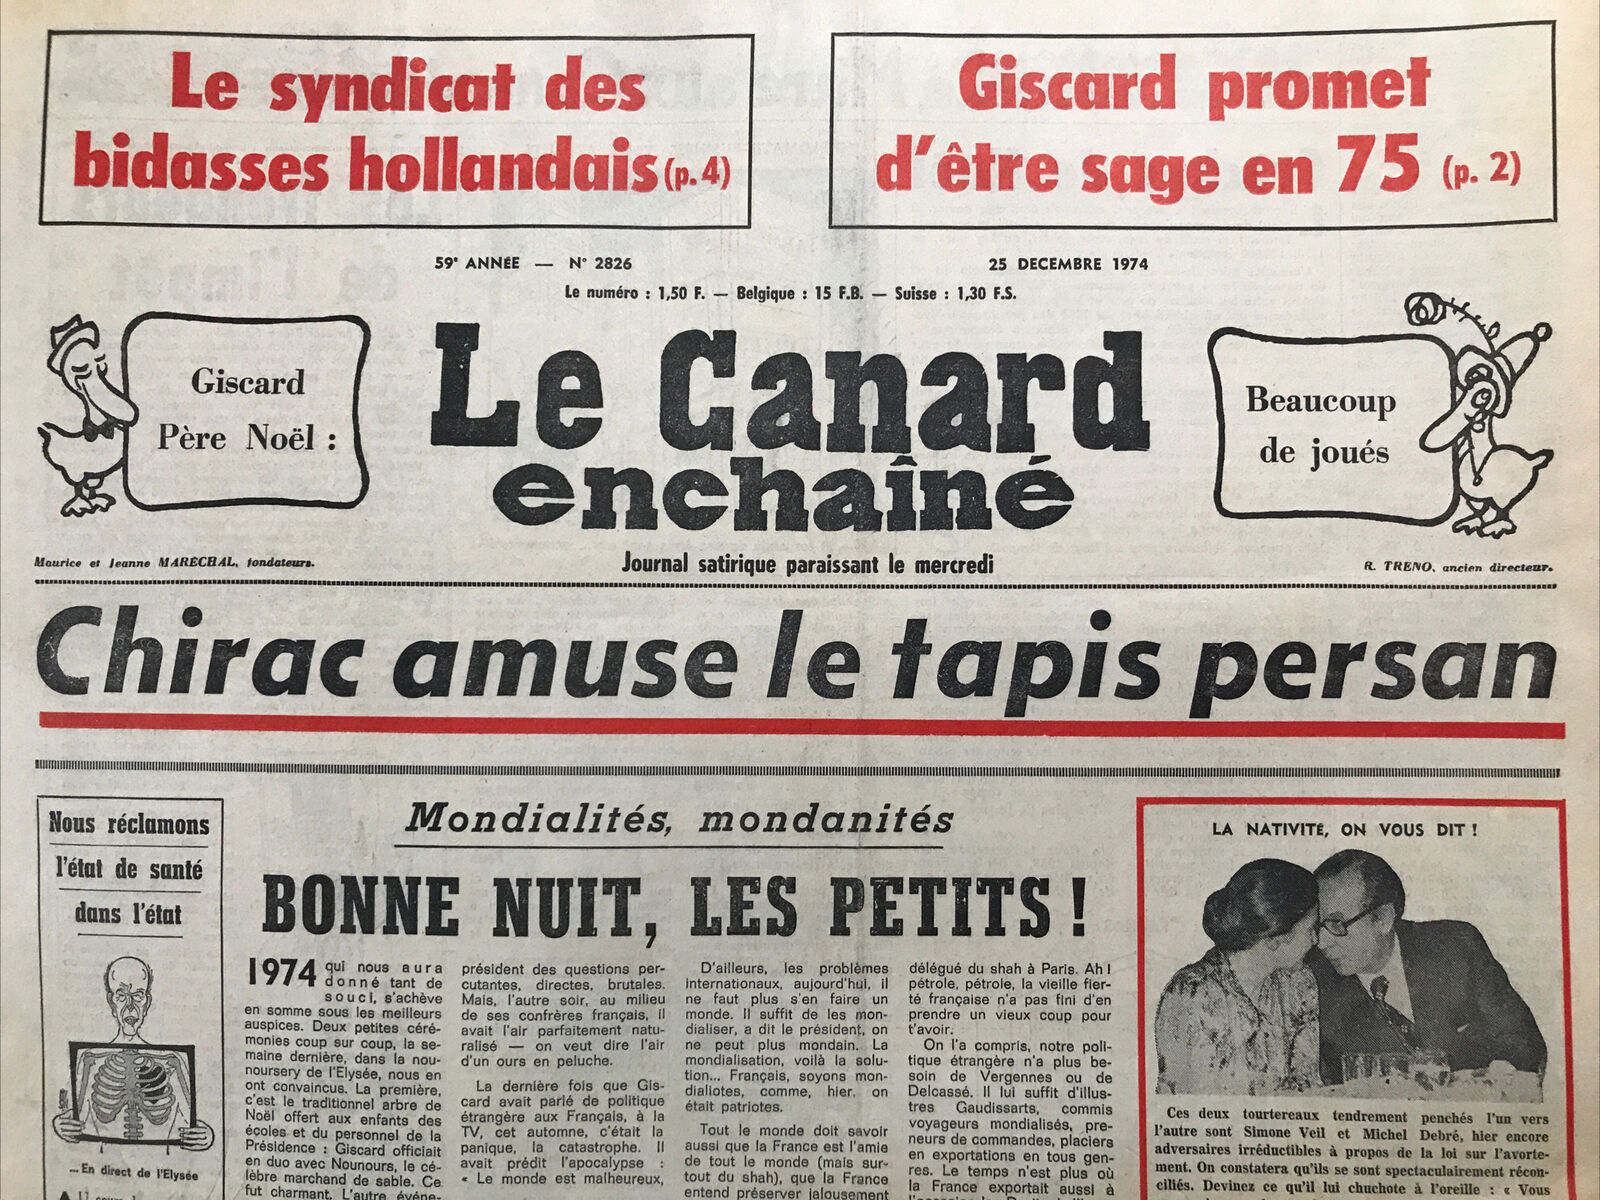 Le syndicat des
bidasses hollandais (p. 4)
Giscard promet
d'être sage en 75 (p. 2)
59e ANNÉE — N° 2826
25 DECEMBRE 1974
Le numéro : 1,50 F. — Belgique : 15 F.B. — Suisse : 1,30 F.S.
Giscard
Père Noël :
Le Canard
enchaîné
Beaucoup
de joués
Maurice et Jeanne MARÉCHAL, fondateurs.
Journal satirique paraissant le mercredi
R. TRENO, ancien directeur.
Chirac amuse le tapis persan
Nous réclamons
l'état de santé
dans l'état
... En direct de l'Elysée
Mondialités, mondanités
BONNE NUIT, LES PETITS !
1974 qui nous aura
donné tant de
souci, s'achève
en somme sous les meilleurs
auspices. Deux petites céré-
monies coup sur coup, la se-
maine dernière, dans la nou-
noursery de l'Elysée, nous en
ont convaincus. La première,
c'est le traditionnel arbre de
Noël offert aux enfants des
écoles et du personnel de la
Présidence : Giscard officiait
en duo avec Nounours, le cé-
lèbre marchand de sable. Ce
fut charmant. L'autre événe-
président des questions per-
cutantes, directes, brutales.
Mais, l'autre soir, au milieu
de ses confrères français, il
avait l'air parfaitement natu-
ralisé — on veut dire l'air
d'un ours en peluche.
La dernière fois que Gis-
card avait parlé de politique
étrangère aux Français, à la
TV, cet automne, c'était la
panique, la catastrophe. Il
avait prédit l'apocalypse :
« Le monde est malheureux,
D'ailleurs, les problèmes
internationaux, aujourd'hui, il
ne faut plus s'en faire un
monde. Il suffit de les mon-
dialiser, a dit le président, on
ne peut plus mondain. La
mondialisation, voilà la solu-
tion... Français, soyons mon-
dialiotes, comme, hier, on
était patriotes.
Tout le monde doit savoir
aussi que la France est l'amie
de tout le monde (mais sur-
tout du shah), que la France
entend préserver jalousement
délégué du shah à Paris. Ah !
pétrole, pétrole, la vieille fier-
té française n'a pas fini d'en
prendre un vieux coup pour
t'avoir.
On l'a compris, notre poli-
tique étrangère n'a plus be-
soin de Vergennes ou de
Delcassé. Il lui suffit d'illus-
tres Gaudissarts, commis
voyageurs mondialisés, pre-
neurs de commandes, placiers
en exportations en tous gen-
res. Le temps n'est plus où
la France exportait aussi à
LA NATIVITÉ, ON VOUS DIT !
Ces deux tourtereaux tendrement penchés l'un vers
l'autre sont Simone Veil et Michel Debré, hier encore
adversaires irréductibles à propos de la loi sur l'avorte-
ment. On constatera qu'ils se sont spectaculairement récon-
ciliés. Devinez ce qu'il lui chuchote à l'oreille : « Vous